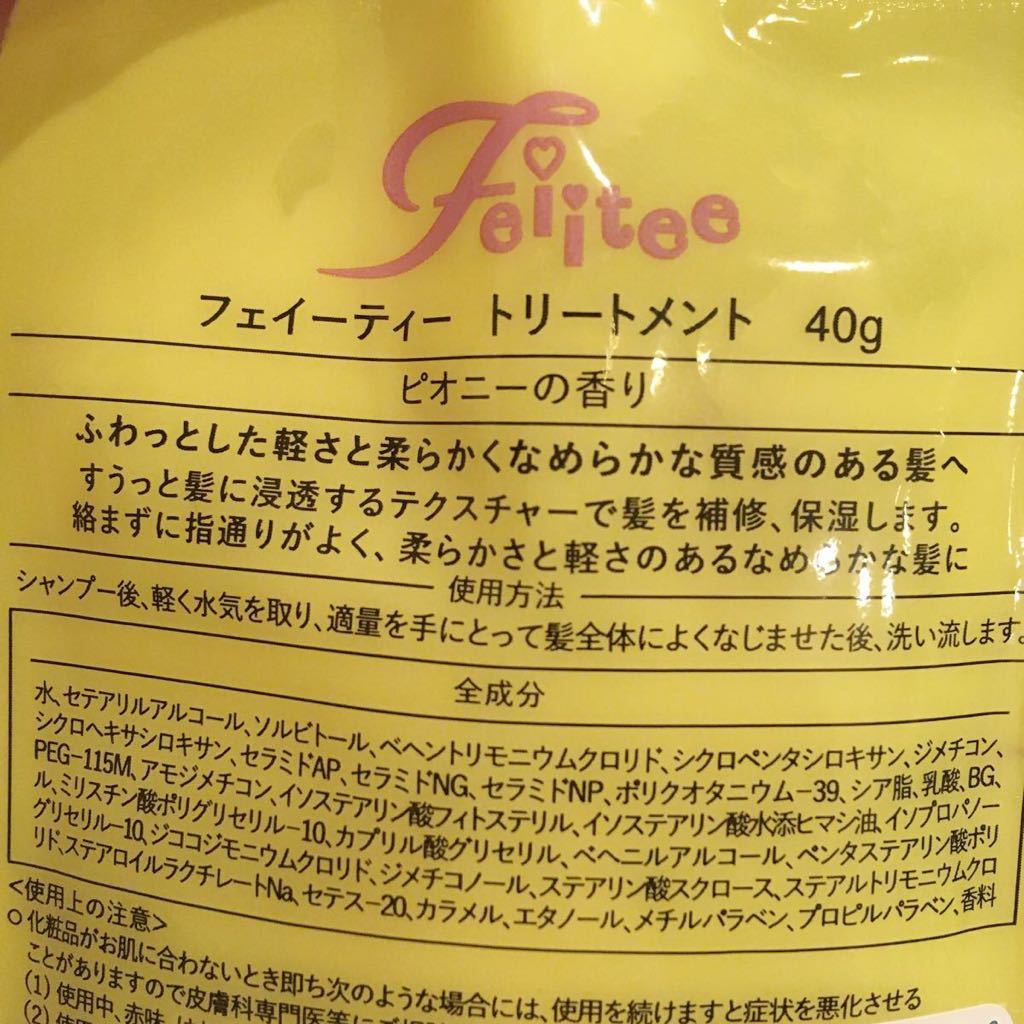 Feiitee
フェイーティー トリートメント 40g
ピオニーの香り
ふわっとした軽さと柔らかくなめらかな質感のある髪へ
すうっと髪に浸透するテクスチャーで髪を補修、保湿します。
絡まずに指通りがよく、柔らかさと軽さのあるなめらかな髪に
使用方法
シャンプー後、軽く水気を取り、適量を手にとって髪全体によくなじませた後、洗い流します。
全成分
水、セテアリルアルコール、ソルビトール、ベヘントリモニウムクロリド、シクロペンタシロキサン、ジメチコン、
シクロヘキサシロキサン、セラミドAP、セラミドNG、セラミドNP、ポリクオタニウム-39、シア脂、乳酸、BG、
PEG-115M、アモジメチコン、イソステアリン酸フィトステリル、イソステアリン酸水添ヒマシ油、イソプロパノー
ル、ミリスチン酸ポリグリセリル-10、カプリル酸グリセリル、ベヘニルアルコール、ペンタステアリン酸ポリ
グリセリル-10、ジココジモニウムクロリド、ジメチコノール、ステアリン酸スクロース、ステアルトリモニウムクロ
リド、ステアロイルラクチレートNa、セテス-20、カラメル、エタノール、メチルパラベン、プロピルパラベン、香料
<使用上の注意>
○化粧品がお肌に合わないとき即ち次のような場合には、使用を続けますと症状を悪化させる
ことがありますので皮膚科専門医等に
(1) 使用中、赤味
(2) 使